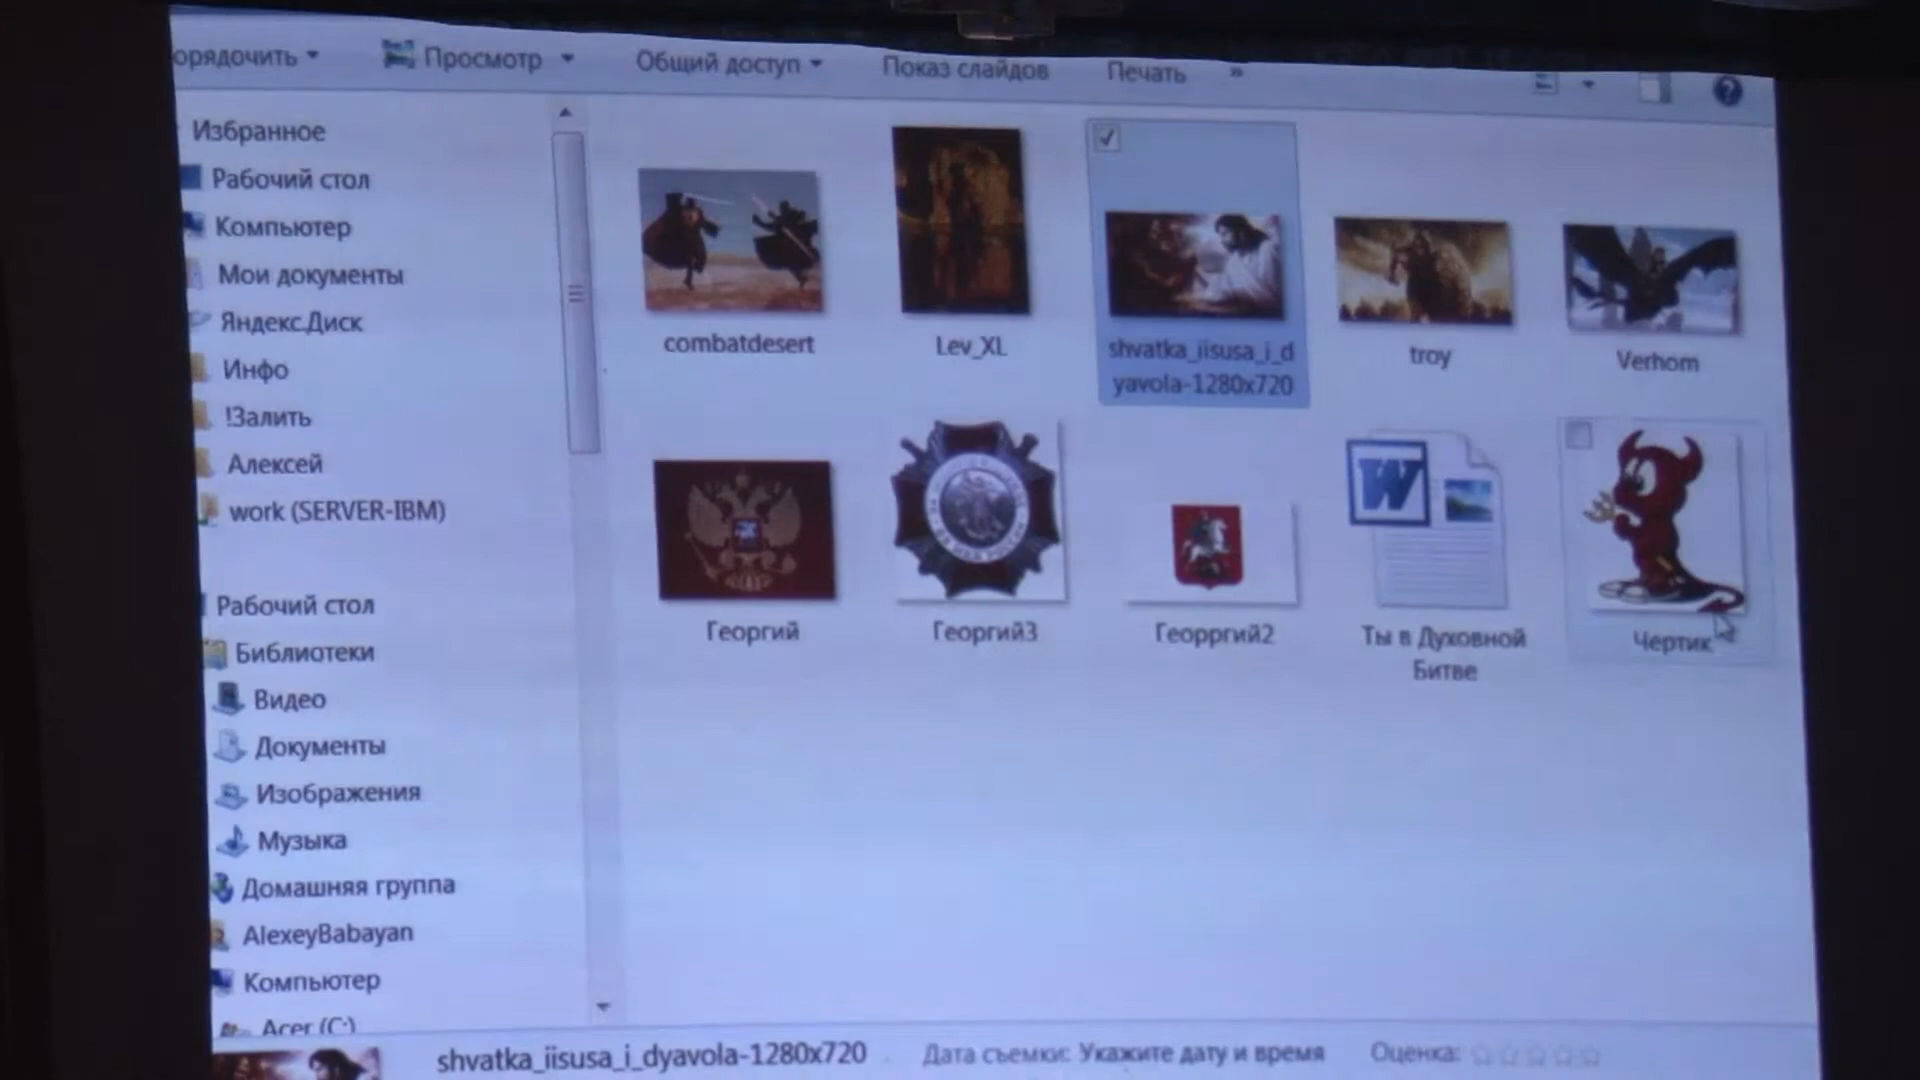 орядочить Просмотр Общий доступ Показ слайдов Печать »
Избранное
Рабочий стол
Компьютер
Мои документы
Яндекс.Диск
Инфо
!Залить
Алексей
work (SERVER-IBM)
Рабочий стол
Библиотеки
Видео
Документы
Изображения
Музыка
Домашняя группа
AlexeyBabayan
Компьютер
Acer (C:)
combatdesert
Lev_XL
shvatka_iisusa_i_d
yavola-1280x720
troy
Verhom
Георгий
Георгий3
Георргий2
Ты в Духовной
Битве
Чертик
shvatka_iisusa_i_dyavola-1280x720 Дата съемки: Укажите дату и время Оценка: